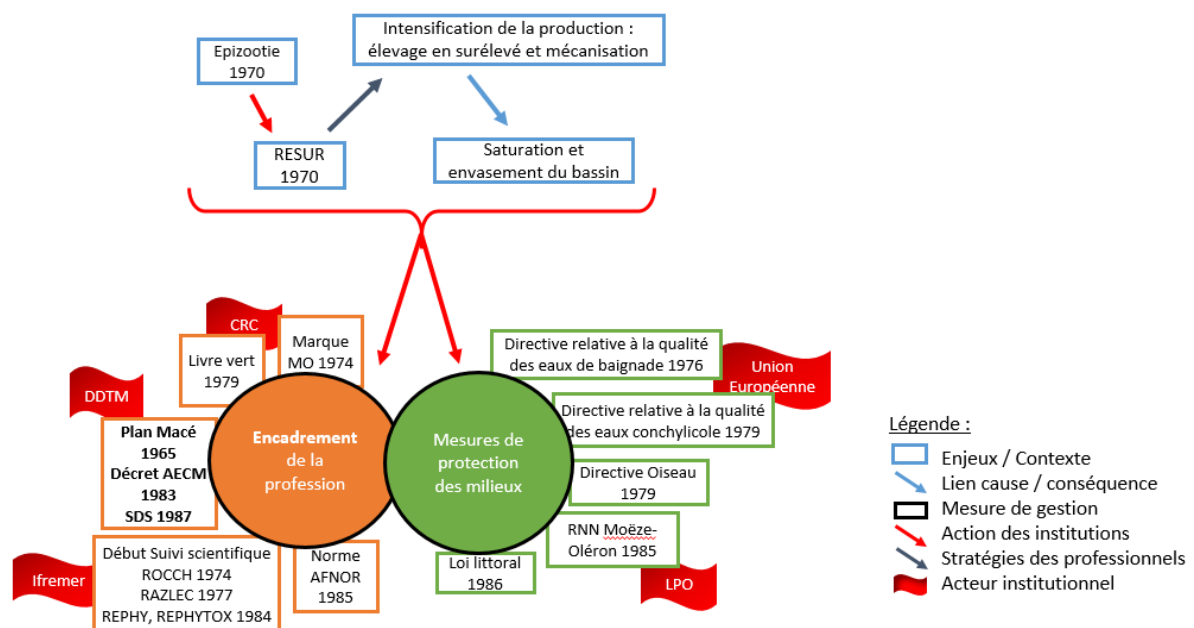 Epizootie
1970
Intensification de la production :
élevage en surélevé et mécanisation
RESUR
1970
Saturation et
envasement du bassin
CRC
Livre vert
1979
Marque
MO 1974
DDTM
Plan Macé
1965
Décret AECM
1983
SDS 1987
Encadrement
de la
profession
Ifremer
Début Suivi scientifique
ROCCH 1974
RAZLEC 1977
REPHY, REPHYTOX 1984
Norme
AFNOR
1985
Mesures de
protection
des milieux
Directive relative à la qualité
des eaux de baignade 1976
Union
Européenne
Directive relative à la qualité
des eaux conchylicole 1979
Directive Oiseau
1979
RNN Moëze-
Oléron 1985
LPO
Loi littoral
1986
Légende :
Enjeux / Contexte
Lien cause / conséquence
Mesure de gestion
Action des institutions
Stratégies des professionnels
Acteur institutionnel